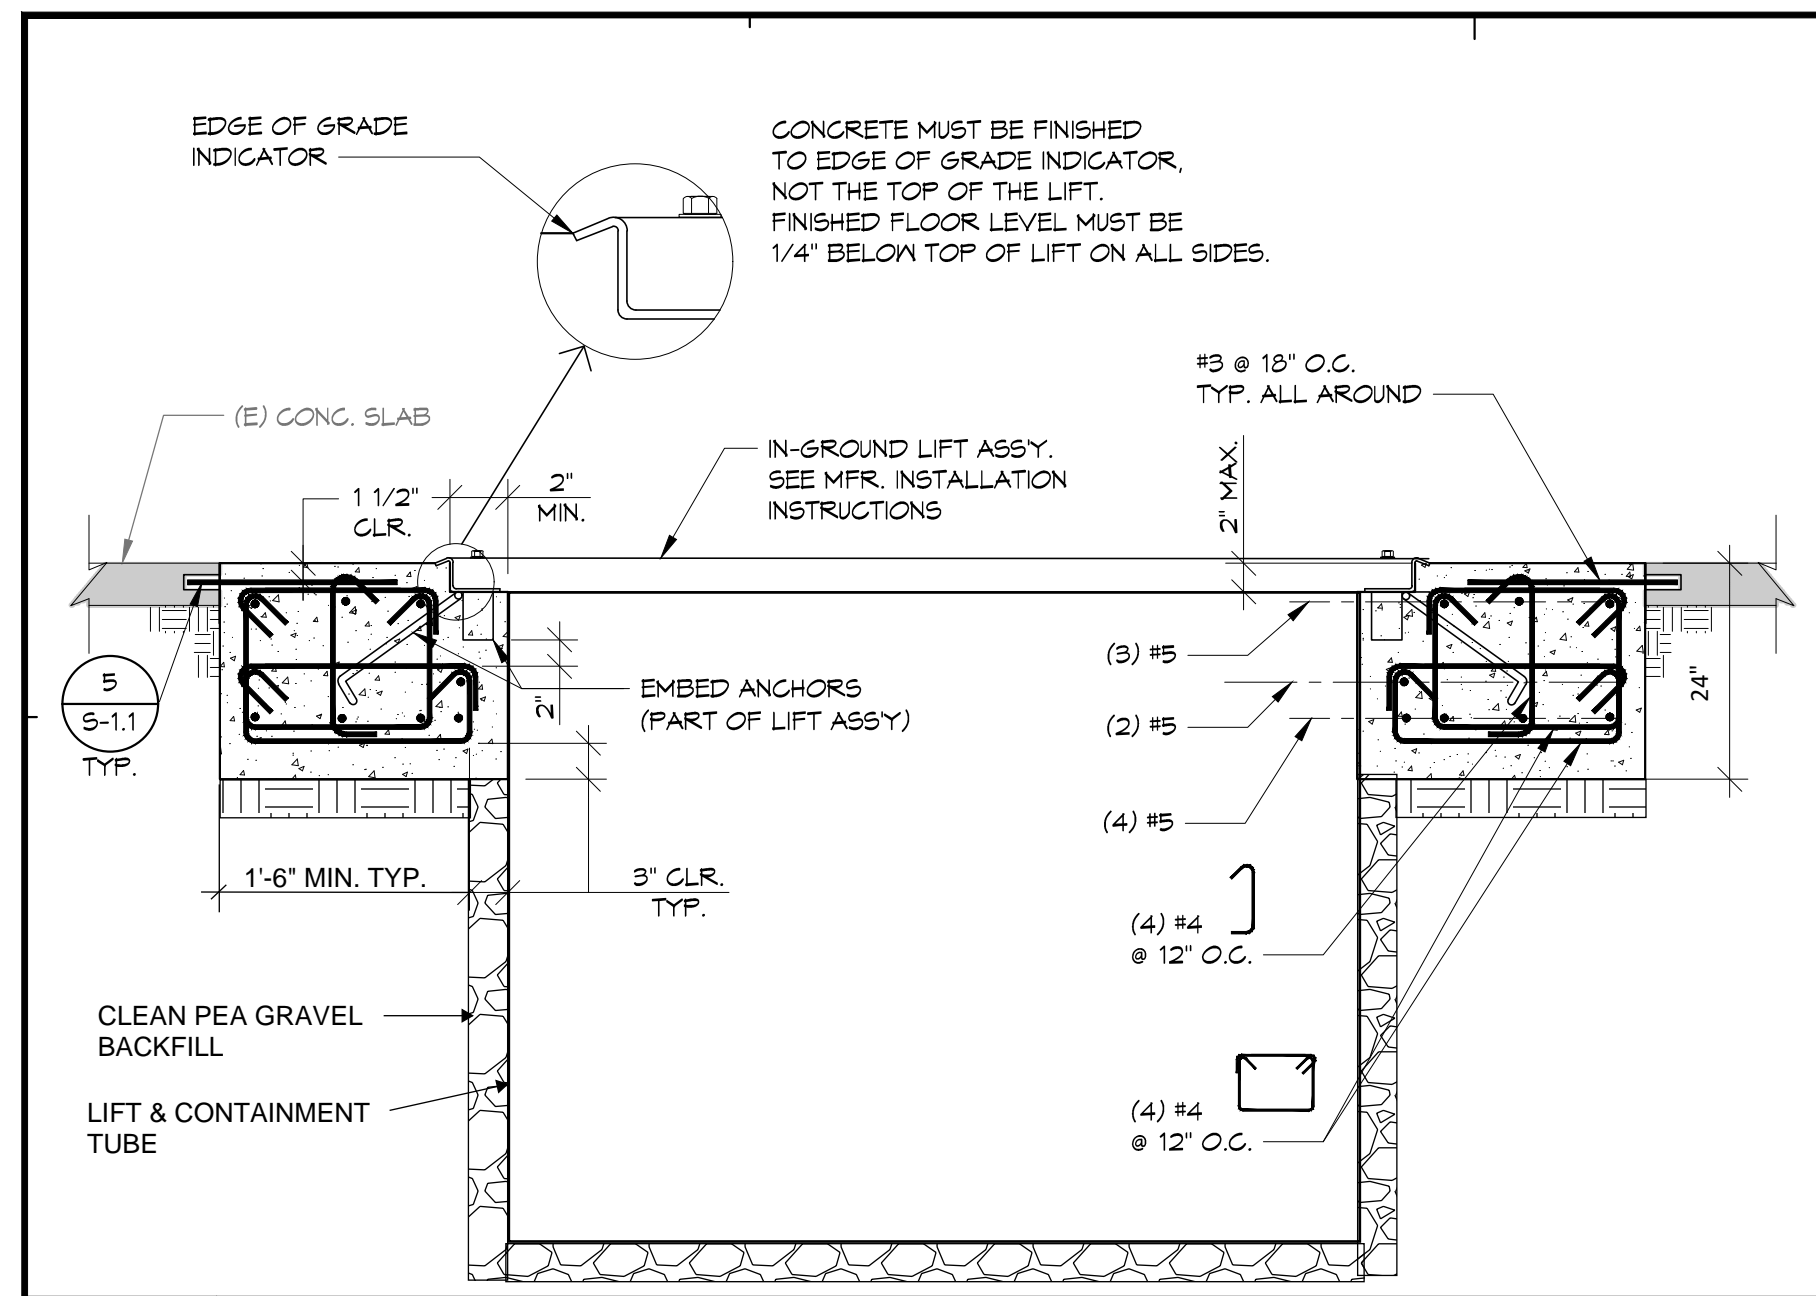 EDGE OF GRADE
INDICATOR
CONCRETE MUST BE FINISHED
TO EDGE OF GRADE INDICATOR,
NOT THE TOP OF THE LIFT.
FINISHED FLOOR LEVEL MUST BE
1/4" BELOW TOP OF LIFT ON ALL SIDES.
#3 @ 18" O.C.
TYP. ALL AROUND
(E) CONC. SLAB
IN-GROUND LIFT ASS'Y.
SEE MFR. INSTALLATION
INSTRUCTIONS
1 1/2"
CLR.
2"
MIN.
2" MAX.
5
S-1.1
TYP.
2"
EMBED ANCHORS
(PART OF LIFT ASS'Y)
(3) #5
(2) #5
(4) #5
24"
1'-6" MIN. TYP.
3" CLR.
TYP.
(4) #4
@ 12" O.C.
CLEAN PEA GRAVEL
BACKFILL
LIFT & CONTAINMENT
TUBE
(4) #4
@ 12" O.C.